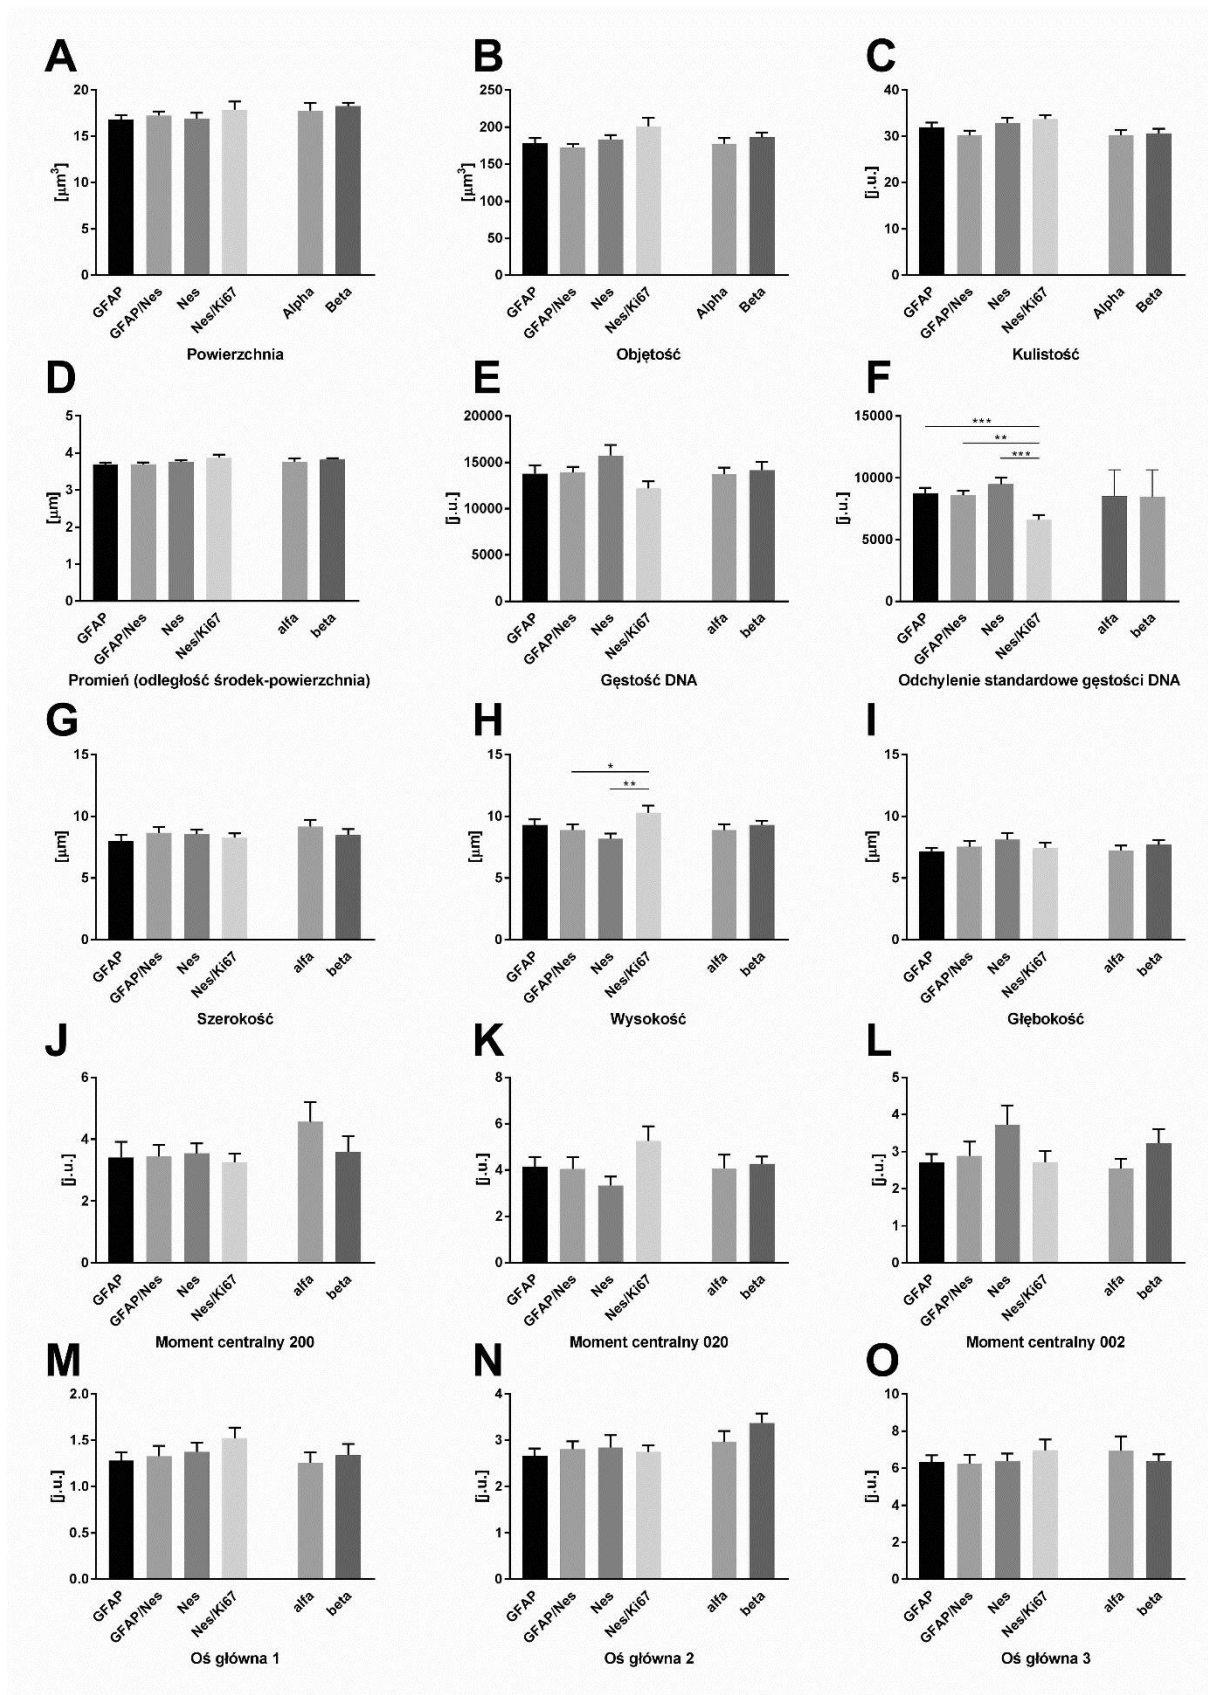 A
B
C
20
15
10
5
0
[μm³]
GFAP
GFAP/Nes
Nes
Nes/Ki67
Alpha
Beta
Powierzchnia
250
200
150
100
50
0
[μm³]
GFAP
GFAP/Nes
Nes
Nes/Ki67
Alpha
Beta
Objętość
40
30
20
10
0
[j.u.]
GFAP
GFAP/Nes
Nes
Nes/Ki67
Alpha
Beta
Kulistość
D
E
F
5
4
3
2
1
0
[μm]
GFAP
GFAP/Nes
Nes
Nes/Ki67
alfa
beta
Promień (odległość środek-powierzchnia)
20000
15000
10000
5000
0
[j.u.]
GFAP
GFAP/Nes
Nes
Nes/Ki67
alfa
beta
Gęstość DNA
15000
10000
5000
0
[j.u.]
***
**
***
GFAP
GFAP/Nes
Nes
Nes/Ki67
alfa
beta
Odchylenie standardowe gęstości DNA
G
H
I
15
10
5
0
[μm]
GFAP
GFAP/Nes
Nes
Nes/Ki67
alfa
beta
Szerokość
15
10
5
0
[μm]
*
**
GFAP
GFAP/Nes
Nes
Nes/Ki67
alfa
beta
Wysokość
15
10
5
0
[μm]
GFAP
GFAP/Nes
Nes
Nes/Ki67
alfa
beta
Głębokość
J
K
L
6
4
2
0
[j.u.]
GFAP
GFAP/Nes
Nes
Nes/Ki67
alfa
beta
Moment centralny 200
8
6
4
2
0
[j.u.]
GFAP
GFAP/Nes
Nes
Nes/Ki67
alfa
beta
Moment centralny 020
5
4
3
2
1
0
[j.u.]
GFAP
GFAP/Nes
Nes
Nes/Ki67
alfa
beta
Moment centralny 002
M
N
O
2.0
1.5
1.0
0.5
0.0
[j.u.]
GFAP
GFAP/Nes
Nes
Nes/Ki67
alfa
beta
Oś główna 1
4
3
2
1
0
[j.u.]
GFAP
GFAP/Nes
Nes
Nes/Ki67
alfa
beta
Oś główna 2
10
8
6
4
2
0
[j.u.]
GFAP
GFAP/Nes
Nes
Nes/Ki67
alfa
beta
Oś główna 3